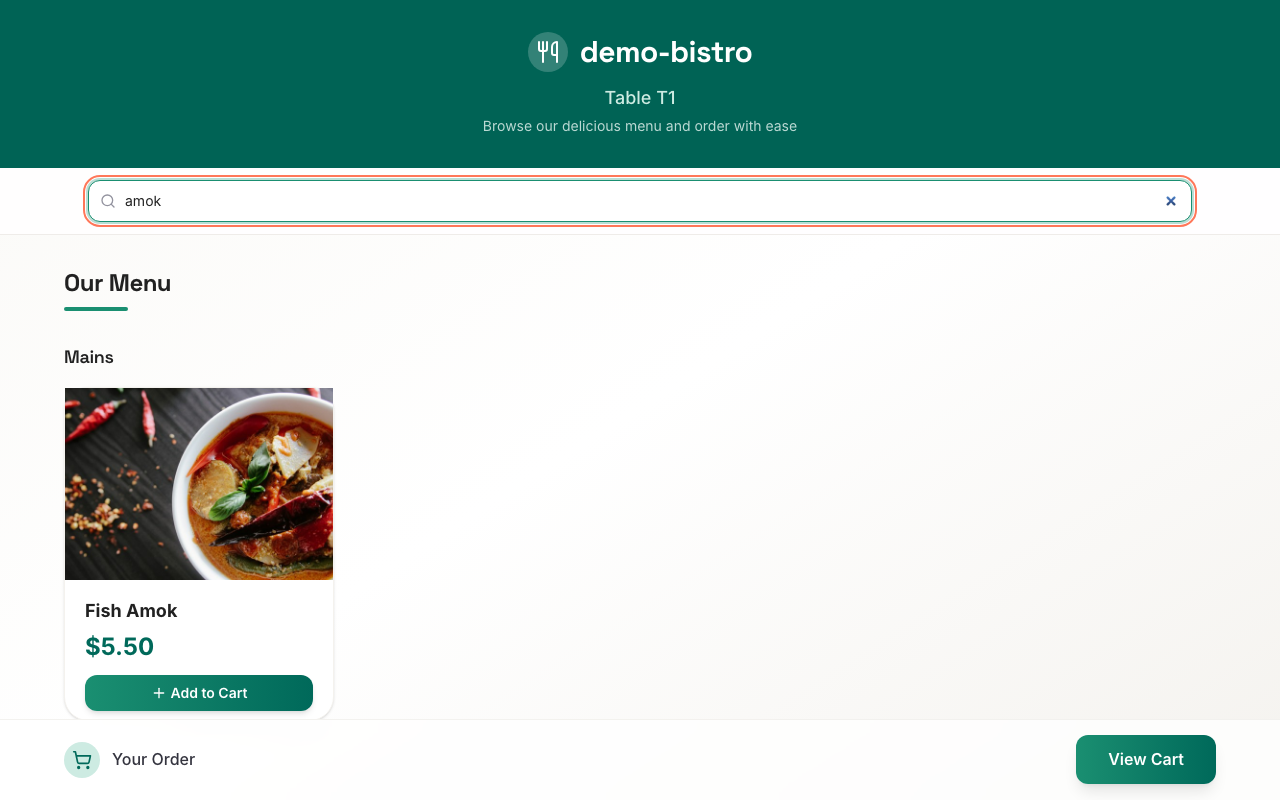 demo-bistro
Table T1
Browse our delicious menu and order with ease
amok
Our Menu
Mains
Fish Amok
$5.50
Add to Cart
Your Order
View Cart